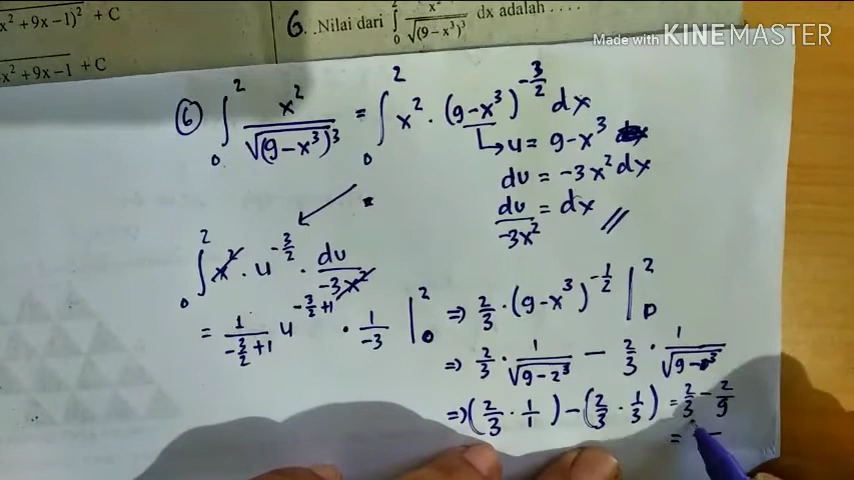 x² + 9x − 1)² + C
x² + 9x − 1 + C
6. .Nilai dari ∫₀² x²/√((9 − x³)³) dx adalah . . . .
Made with KINEMASTER
⑥ ∫₀² x²/√(9−x³)³ = ∫₀² x² · (9−x³)^(−3/2) dx
↳ u = 9−x³
du = −3x² dx
du/−3x² = dx //
∫₀² x² · u^(−3/2) · du/−3x²
= 1/(−3/2+1) u^(−3/2+1) · 1/−3 |₀²
⇒ 2/3 · (9−x³)^(−1/2) |₀²
⇒ 2/3 · 1/√(9−2³) − 2/3 · 1/√(9−0³)
⇒ (2/3 · 1/1) − (2/3 · 1/3) = 2/3 − 2/9
= −